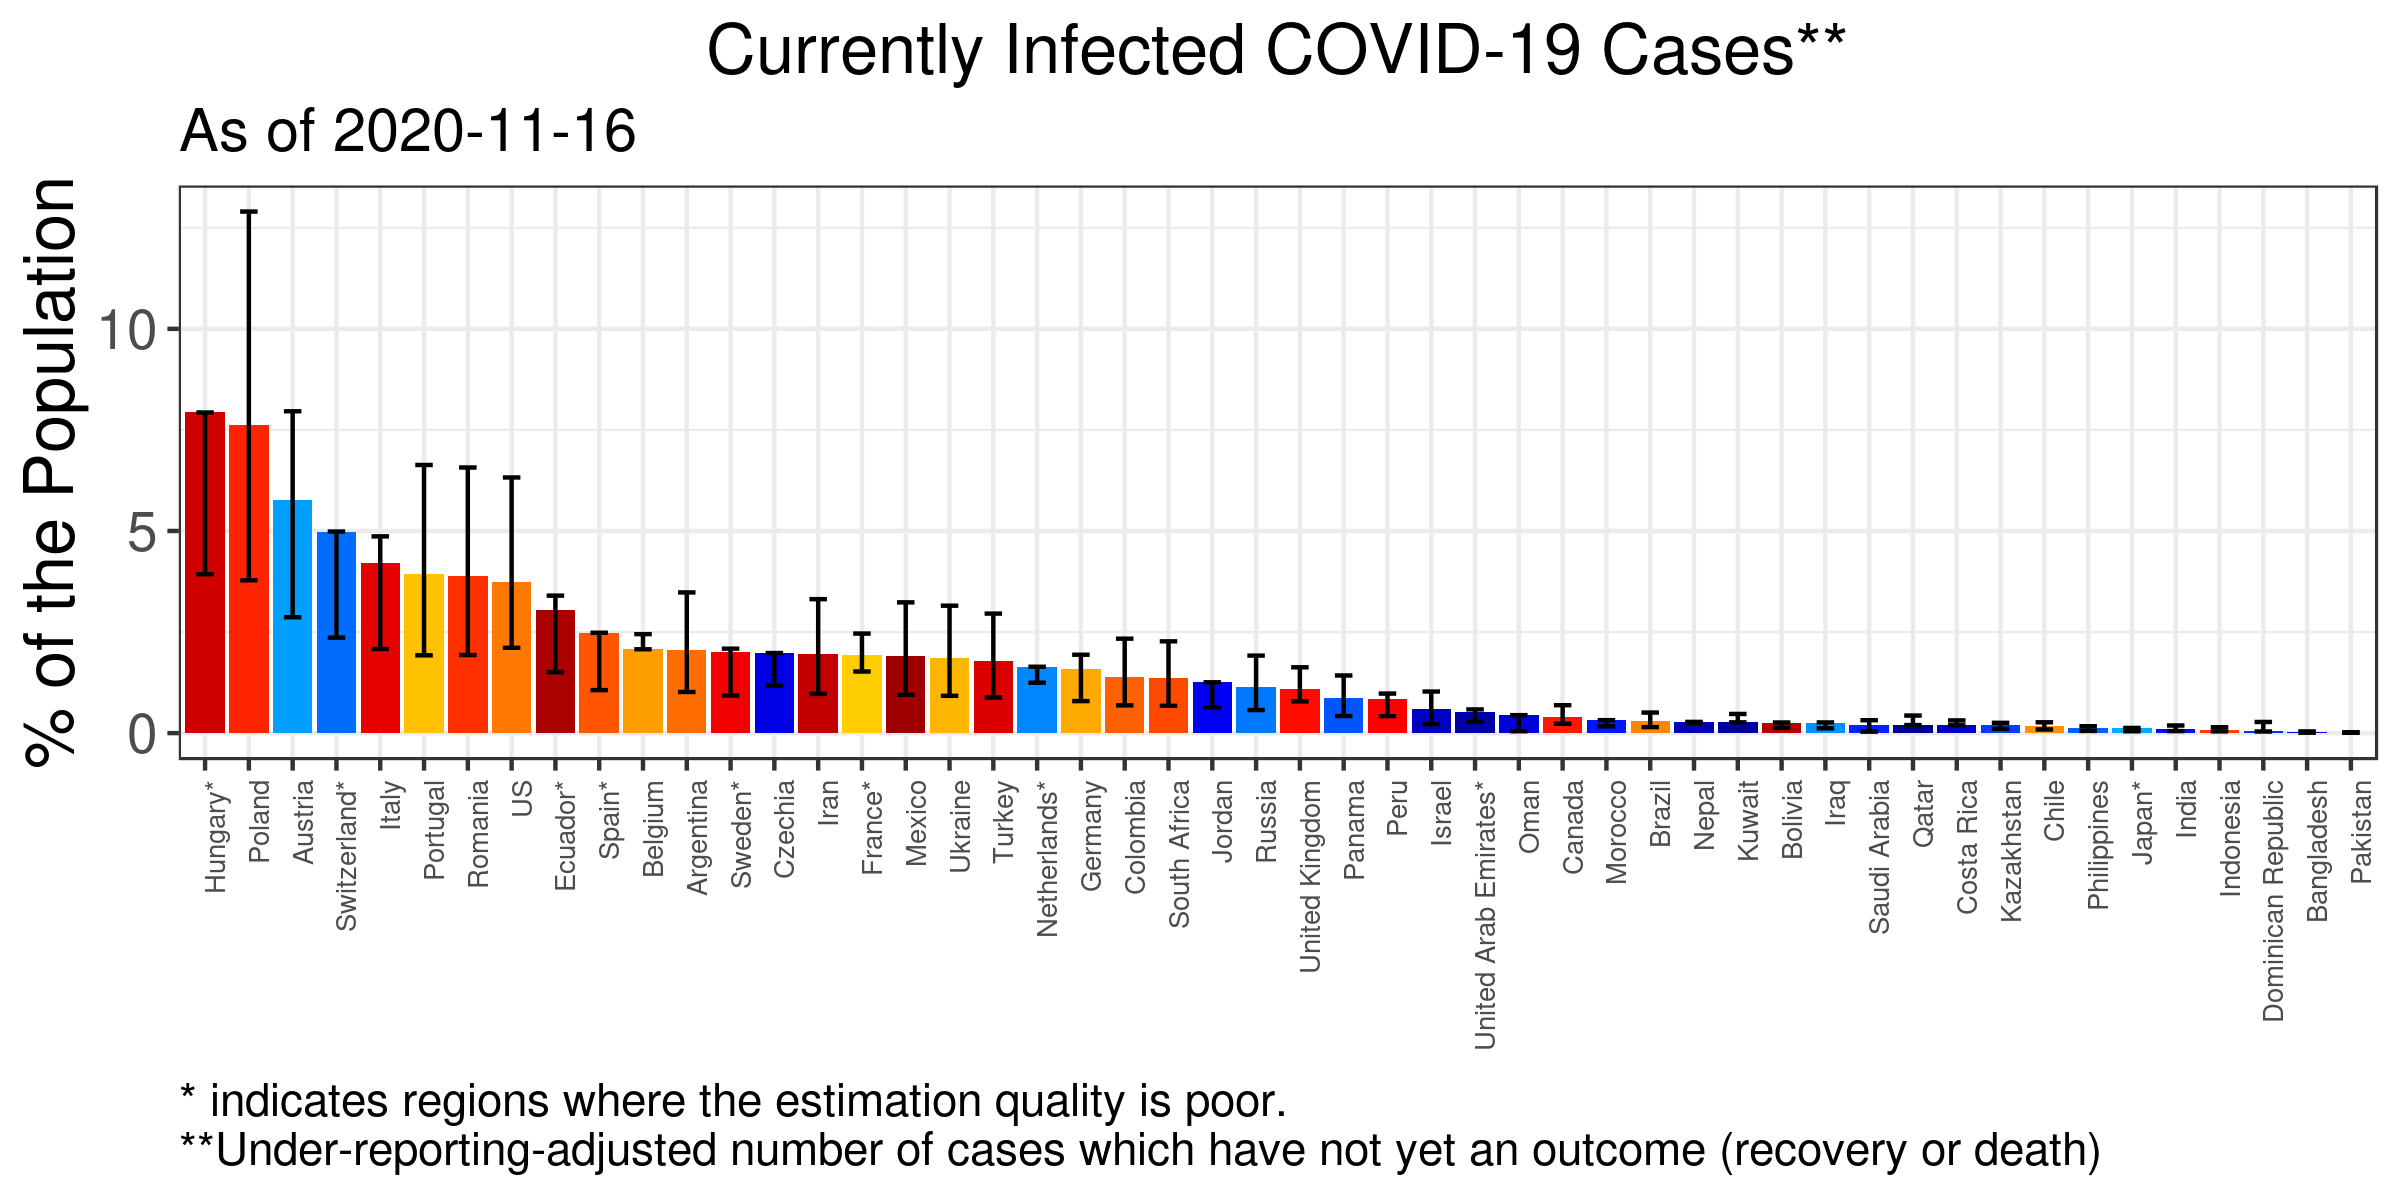 Currently Infected COVID-19 Cases**
As of 2020-11-16
% of the Population
10
5
0
Hungary*
Poland
Austria
Switzerland*
Italy
Portugal
Romania
US
Ecuador*
Spain*
Belgium
Argentina
Sweden*
Czechia
Iran
France*
Mexico
Ukraine
Turkey
Netherlands*
Germany
Colombia
South Africa
Jordan
Russia
United Kingdom
Panama
Peru
Israel
United Arab Emirates*
Oman
Canada
Morocco
Brazil
Nepal
Kuwait
Bolivia
Iraq
Saudi Arabia
Qatar
Costa Rica
Kazakhstan
Chile
Philippines
Japan*
India
Indonesia
Dominican Republic
Bangladesh
Pakistan
* indicates regions where the estimation quality is poor.
**Under-reporting-adjusted number of cases which have not yet an outcome (recovery or death)